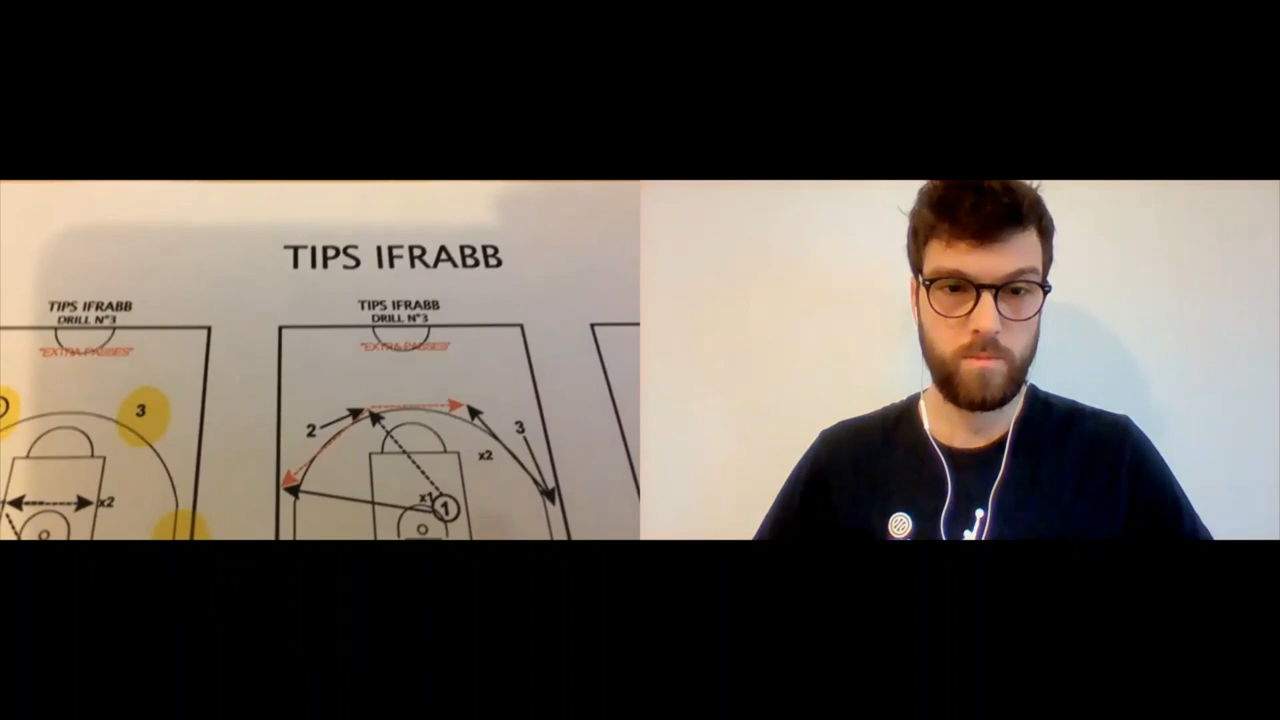 TIPS IFRABB
TIPS IFRABB
DRILL N°3
"EXTRA-PASSES"
3
x2
TIPS IFRABB
DRILL N°3
"EXTRA-PASSES"
2
3
x2
x1
1